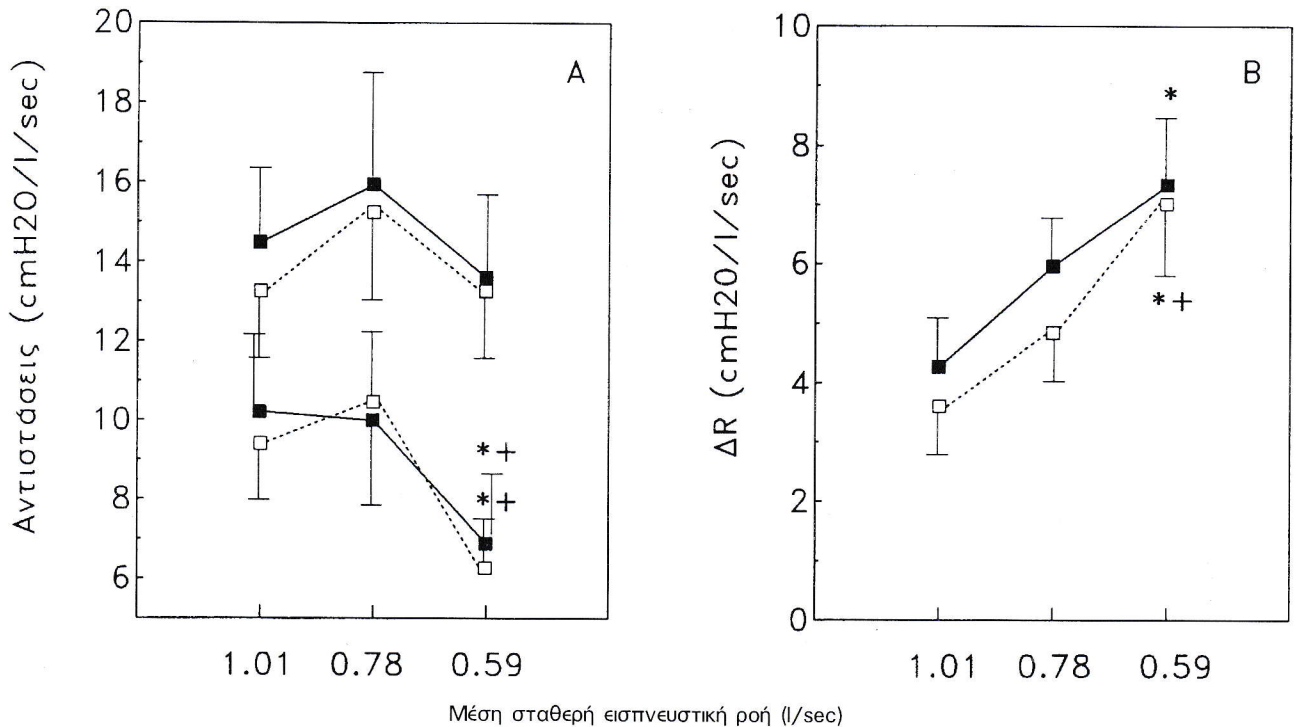 Αντιστάσεις (cmH2O/l/sec)
20
18
16
14
12
10
8
6
A
*+
*+
1.01 0.78 0.59
ΔR (cmH2O/l/sec)
10
8
6
4
2
0
B
*
*+
1.01 0.78 0.59
Μέση σταθερή εισπνευστική ροή (l/sec)